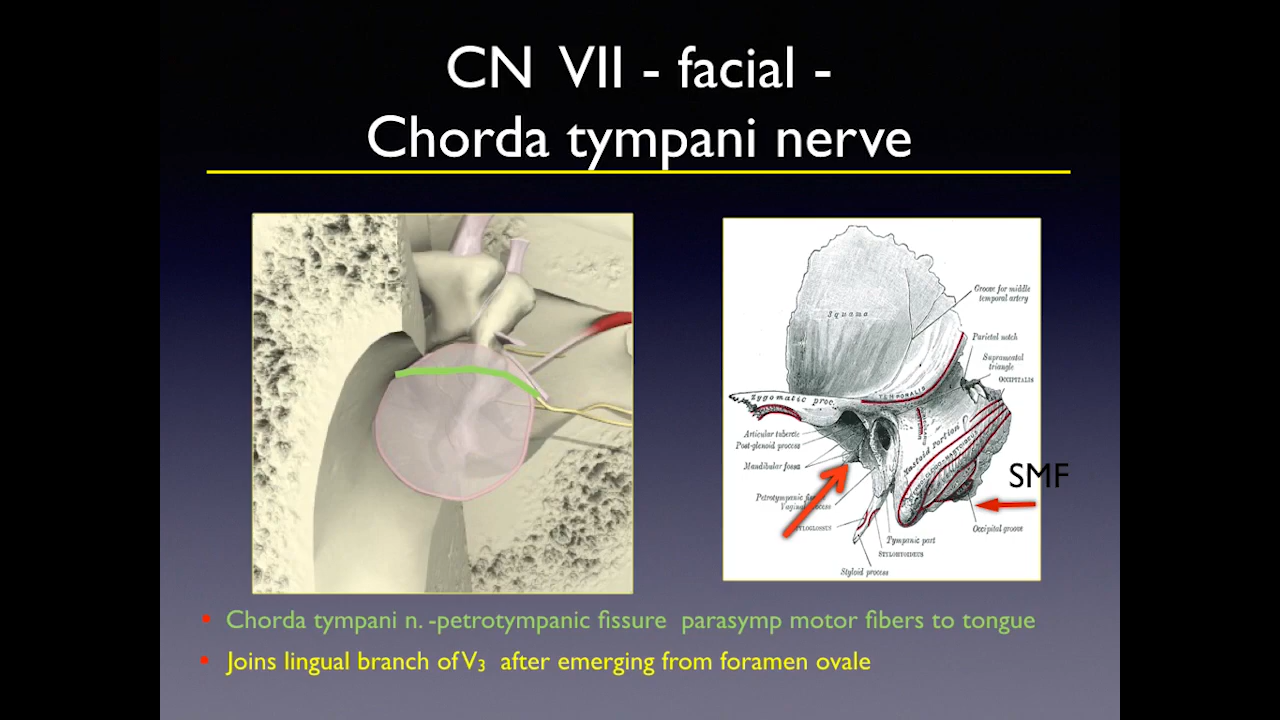 CN VII - facial -
Chorda tympani nerve
Groove for middle
temporal artery
Squama
Parietal notch
Suprameatal
triangle
OCCIPITALIS
Zygomatic proc.
TEMPORALIS
Articular tubercle
Post-glenoid process
Mandibular fossa
Mastoid portion
SMF
Petrotympanic
Vaginal process
STYLOGLOSSUS
Occipital groove
Tympanic part
STYLOHYOIDEUS
Styloid process
• Chorda tympani n. -petrotympanic fissure parasymp motor fibers to tongue
• Joins lingual branch of V3 after emerging from foramen ovale